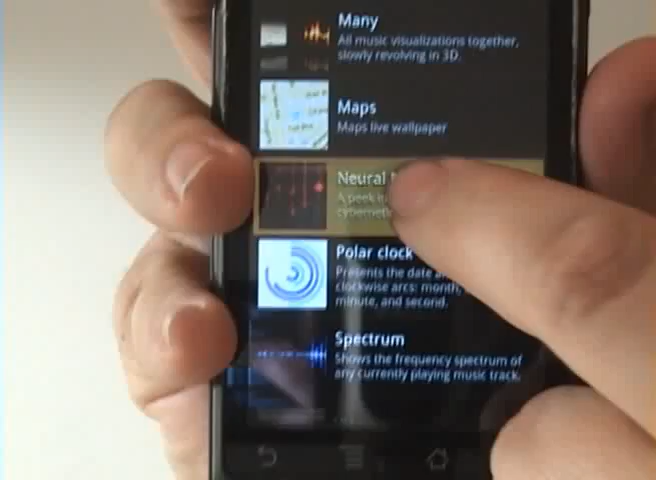 Many
All music visualizations together,
slowly revolving in 3D.
Maps
Maps live wallpaper
Neural
A peek
Polar clock
Presents the date
clockwise arcs: month,
minute, and second.
Spectrum
Shows the frequency spectrum of
any currently playing music track.